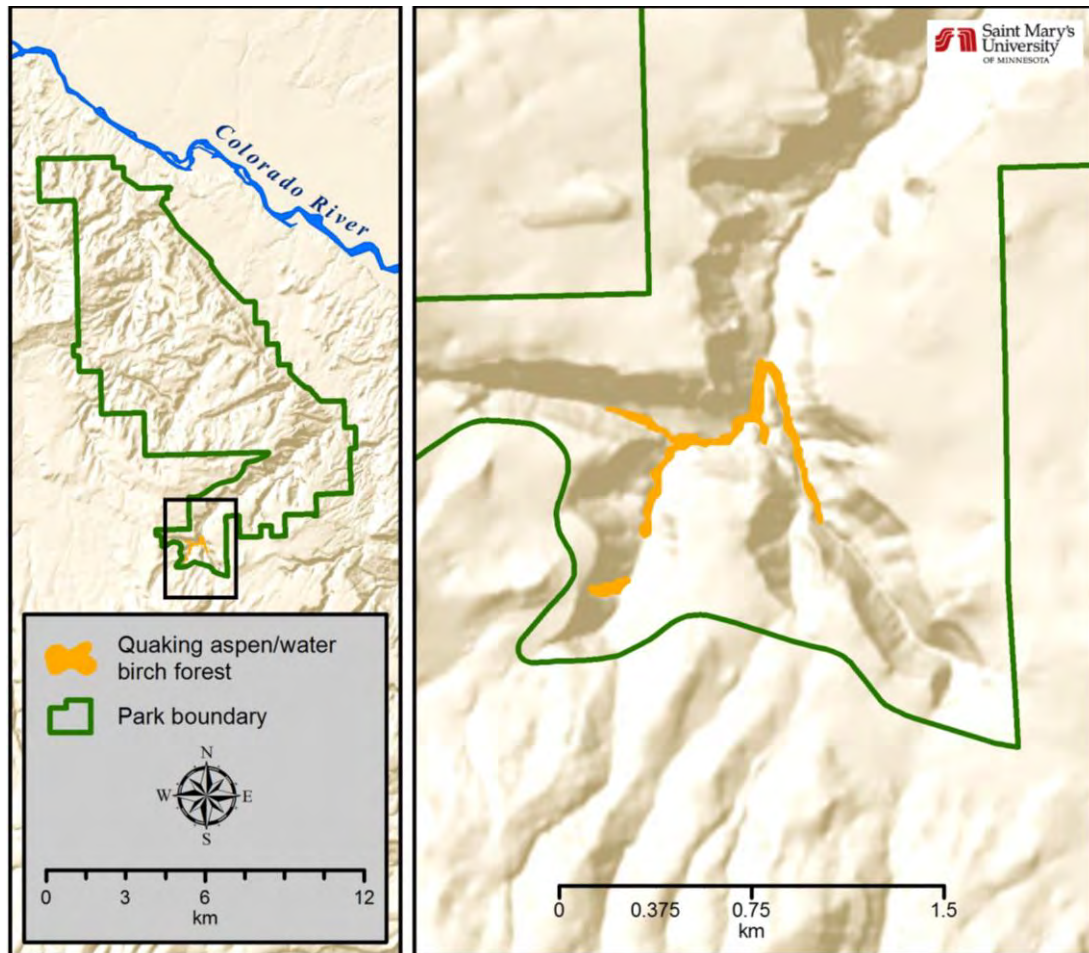 Colorado River
Quaking aspen/water
birch forest
Park boundary
N
W E
S
0 3 6 12
km
Saint Mary's
University
OF MINNESOTA
0 0.375 0.75 1.5
km